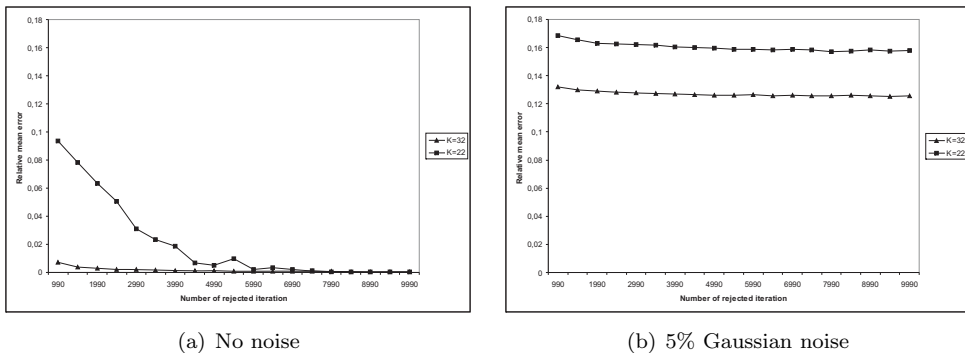 0,18
0,16
0,14
0,12
0,1
0,08
0,06
0,04
0,02
0
Relative mean error
990 1990 2990 3990 4990 5990 6990 7990 8990 9990
Number of rejected iteration
K=32
K=22
(a) No noise
0,18
0,16
0,14
0,12
0,1
0,08
0,06
0,04
0,02
0
Relative mean error
990 1990 2990 3990 4990 5990 6990 7990 8990 9990
Number of rejected iteration
K=32
K=22
(b) 5% Gaussian noise